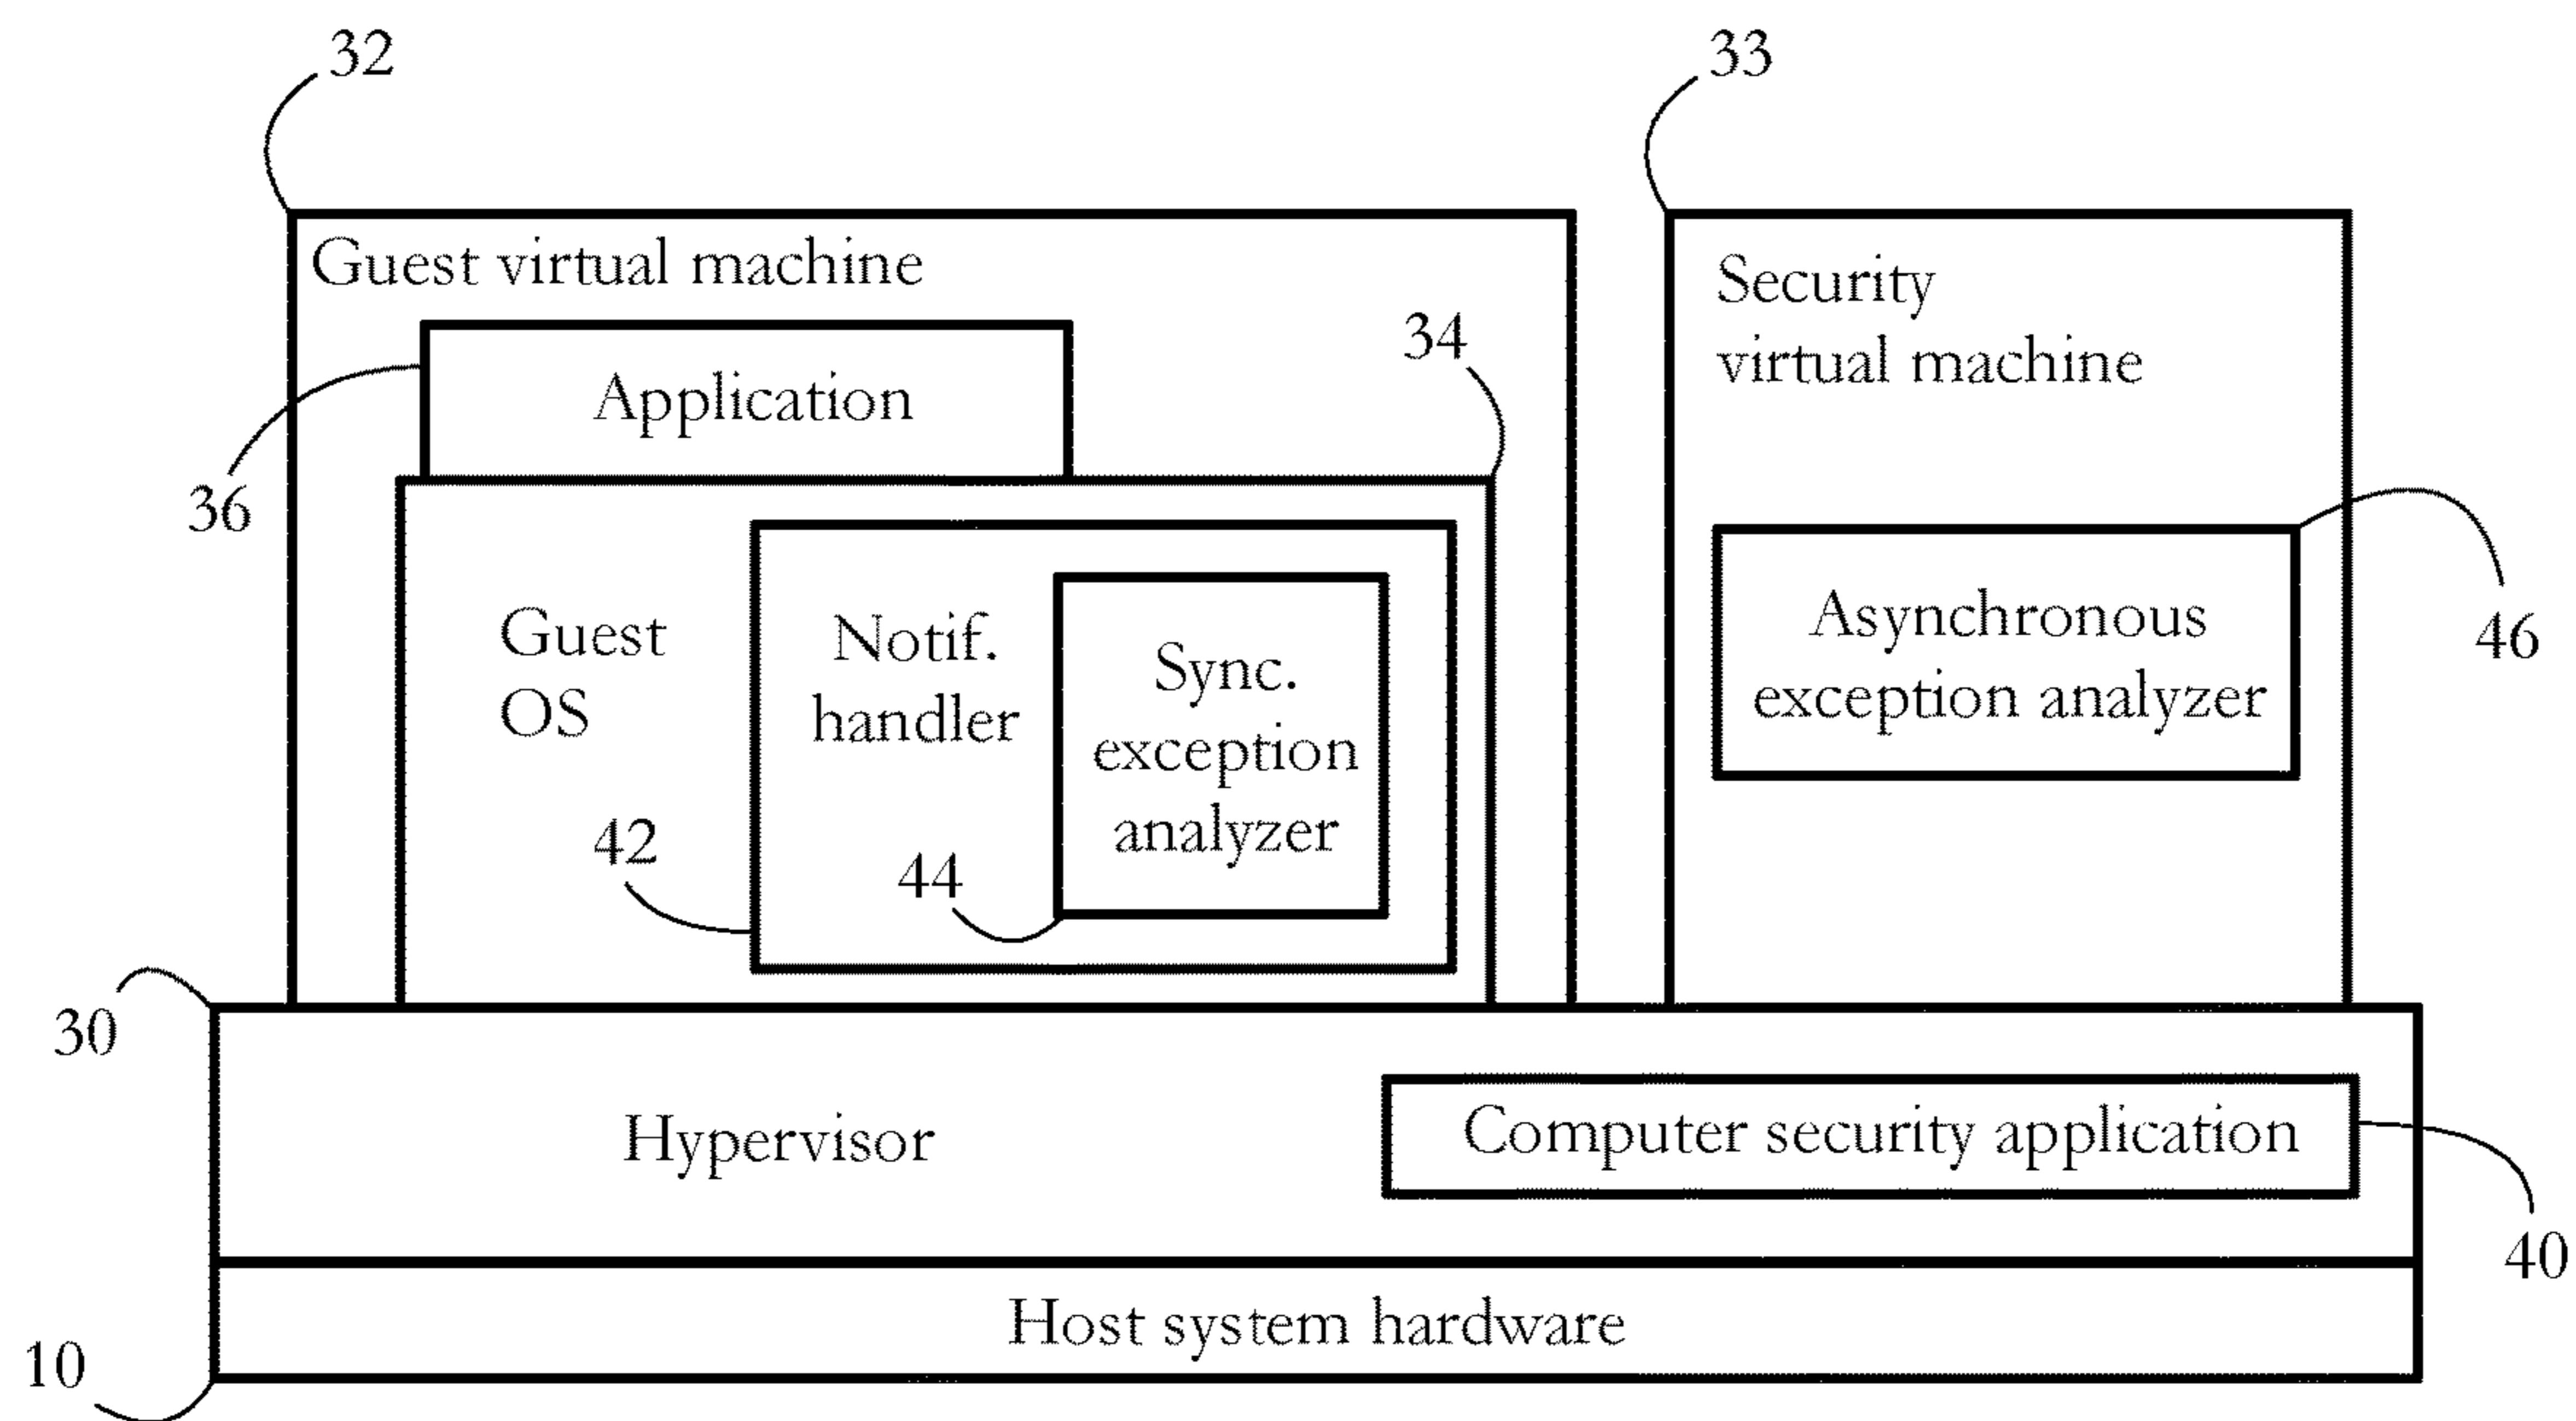 32
33
Guest virtual machine
Security
virtual machine
34
Application
36
Guest
OS
Notif.
handler
Sync.
exception
analyzer
Asynchronous
exception analyzer
46
42
44
30
Hypervisor
Computer security application
40
Host system hardware
10